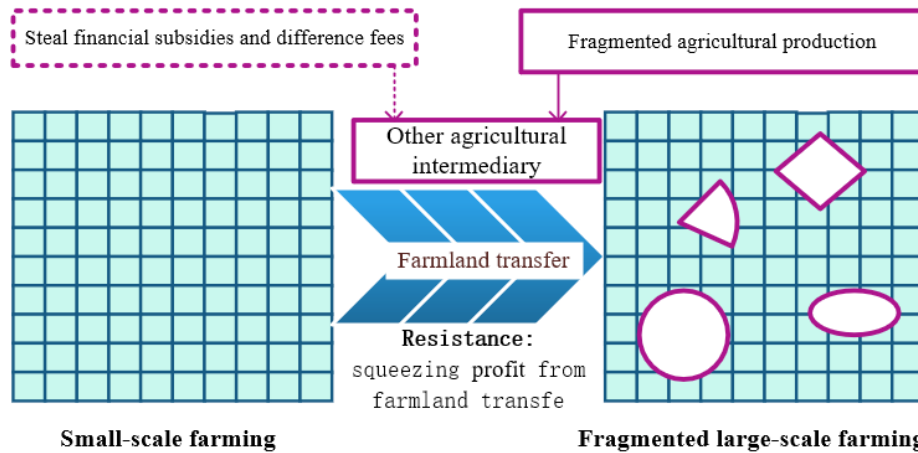 Steal financial subsidies and difference fees
Fragmented agricultural production
Other agricultural
intermediary
Farmland transfer
Resistance:
squeezing profit from
farmland transfe
Small-scale farming
Fragmented large-scale farming